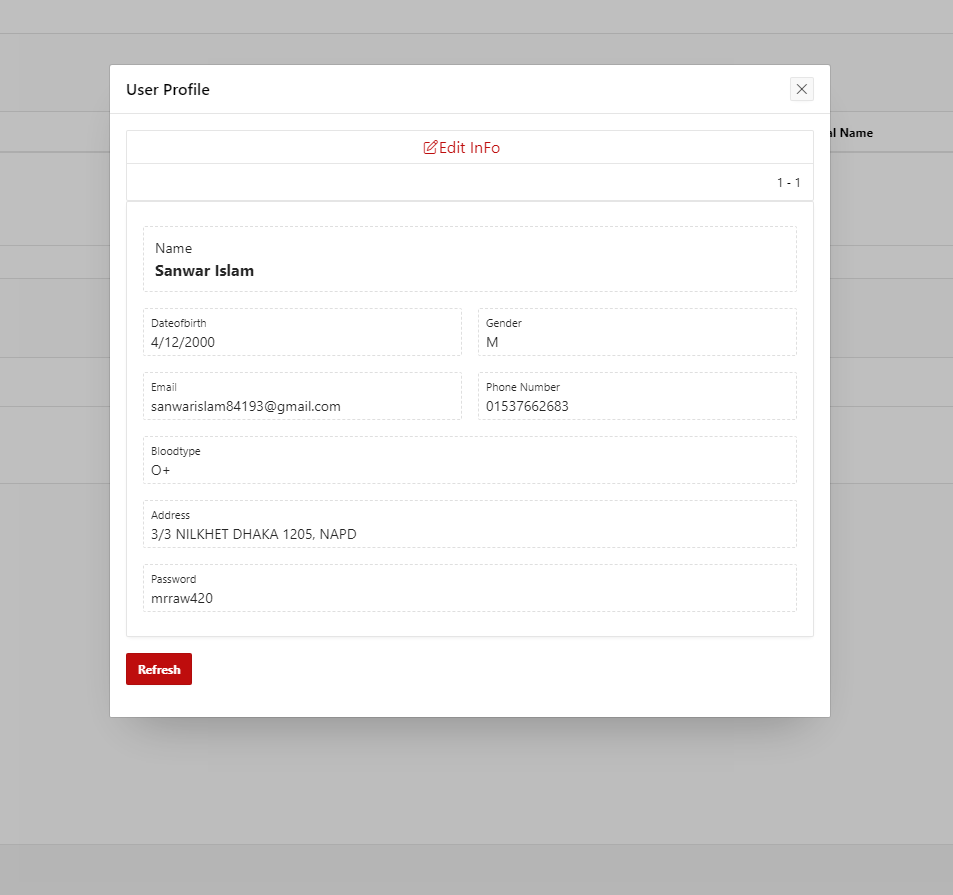 User Profile
al Name
Edit InFo
1 - 1
Name
Sanwar Islam
Dateofbirth
4/12/2000
Gender
M
Email
sanwarislam84193@gmail.com
Phone Number
01537662683
Bloodtype
O+
Address
3/3 NILKHET DHAKA 1205, NAPD
Password
mrraw420
Refresh